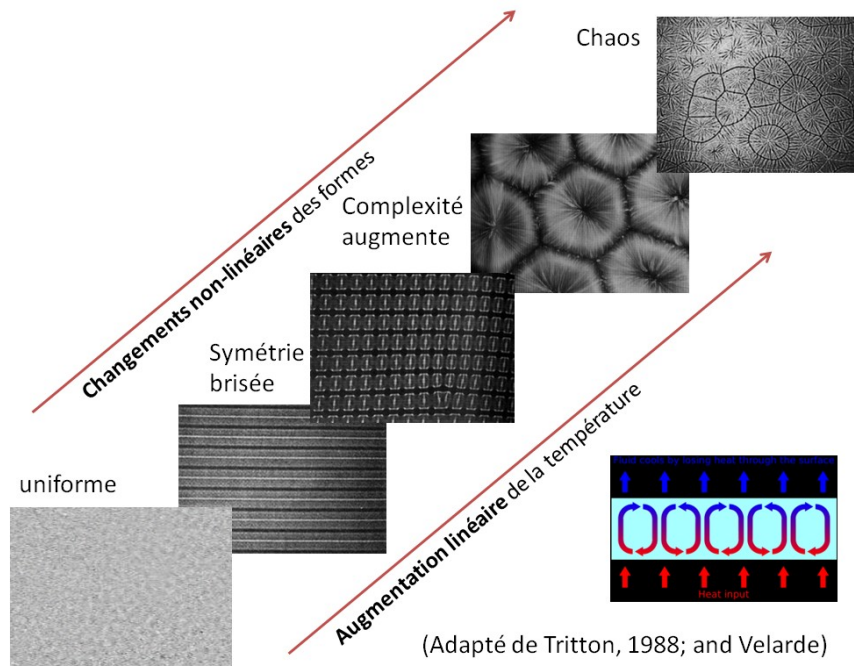 Chaos
Changements non-linéaires des formes
Complexité
augmente
Symétrie
brisée
uniforme
Augmentation linéaire de la température
Fluid cools by losing heat through the surface
Heat input
(Adapté de Tritton, 1988; and Velarde)